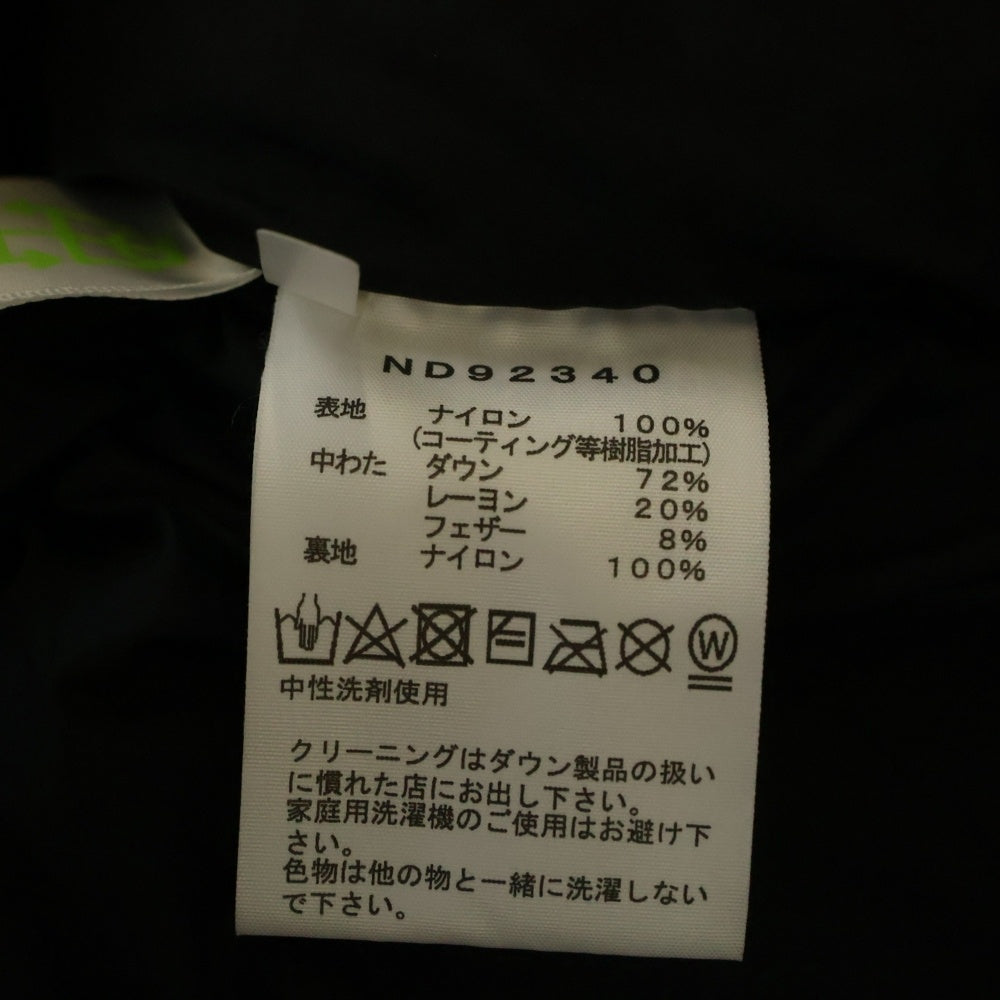 ND92340
表地 ナイロン 100%
(コーティング等樹脂加工)
中わた ダウン 72%
レーヨン 20%
フェザー 8%
裏地 ナイロン 100%
W
中性洗剤使用
クリーニングはダウン製品の扱い
に慣れた店にお出し下さい。
家庭用洗濯機のご使用はお避け下
さい。
色物は他の物と一緒に洗濯しない
で下さい。